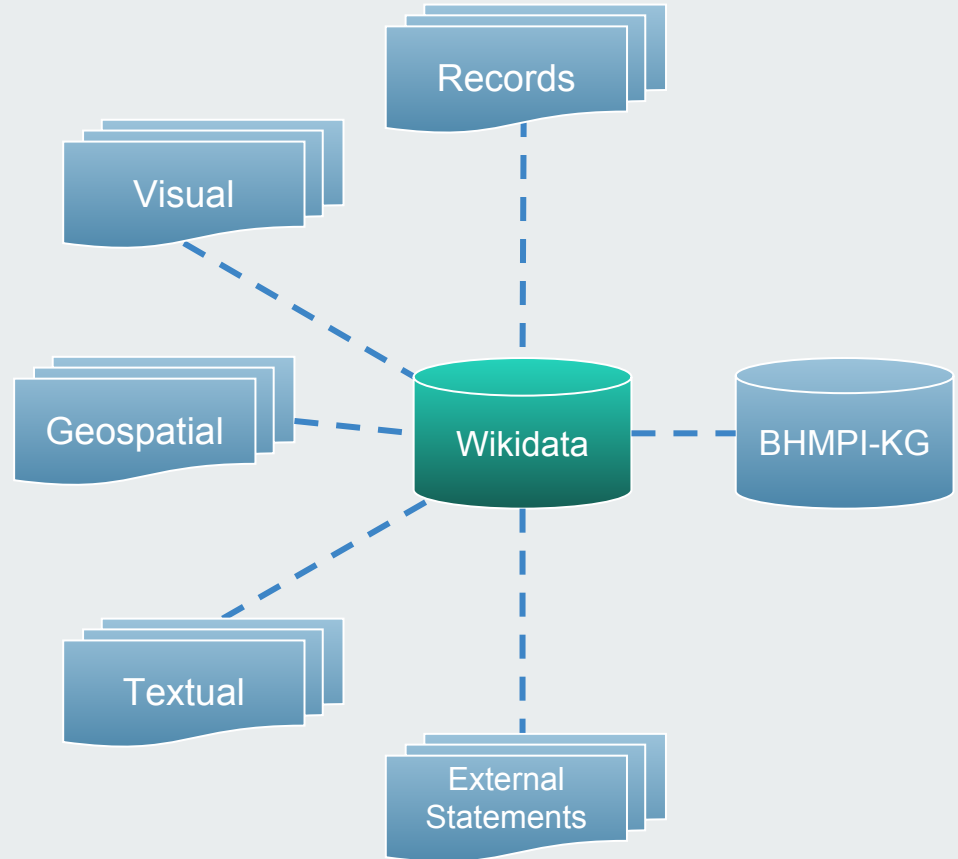 Records
Visual
Geospatial
Wikidata
BHMPI-KG
Textual
External
Statements